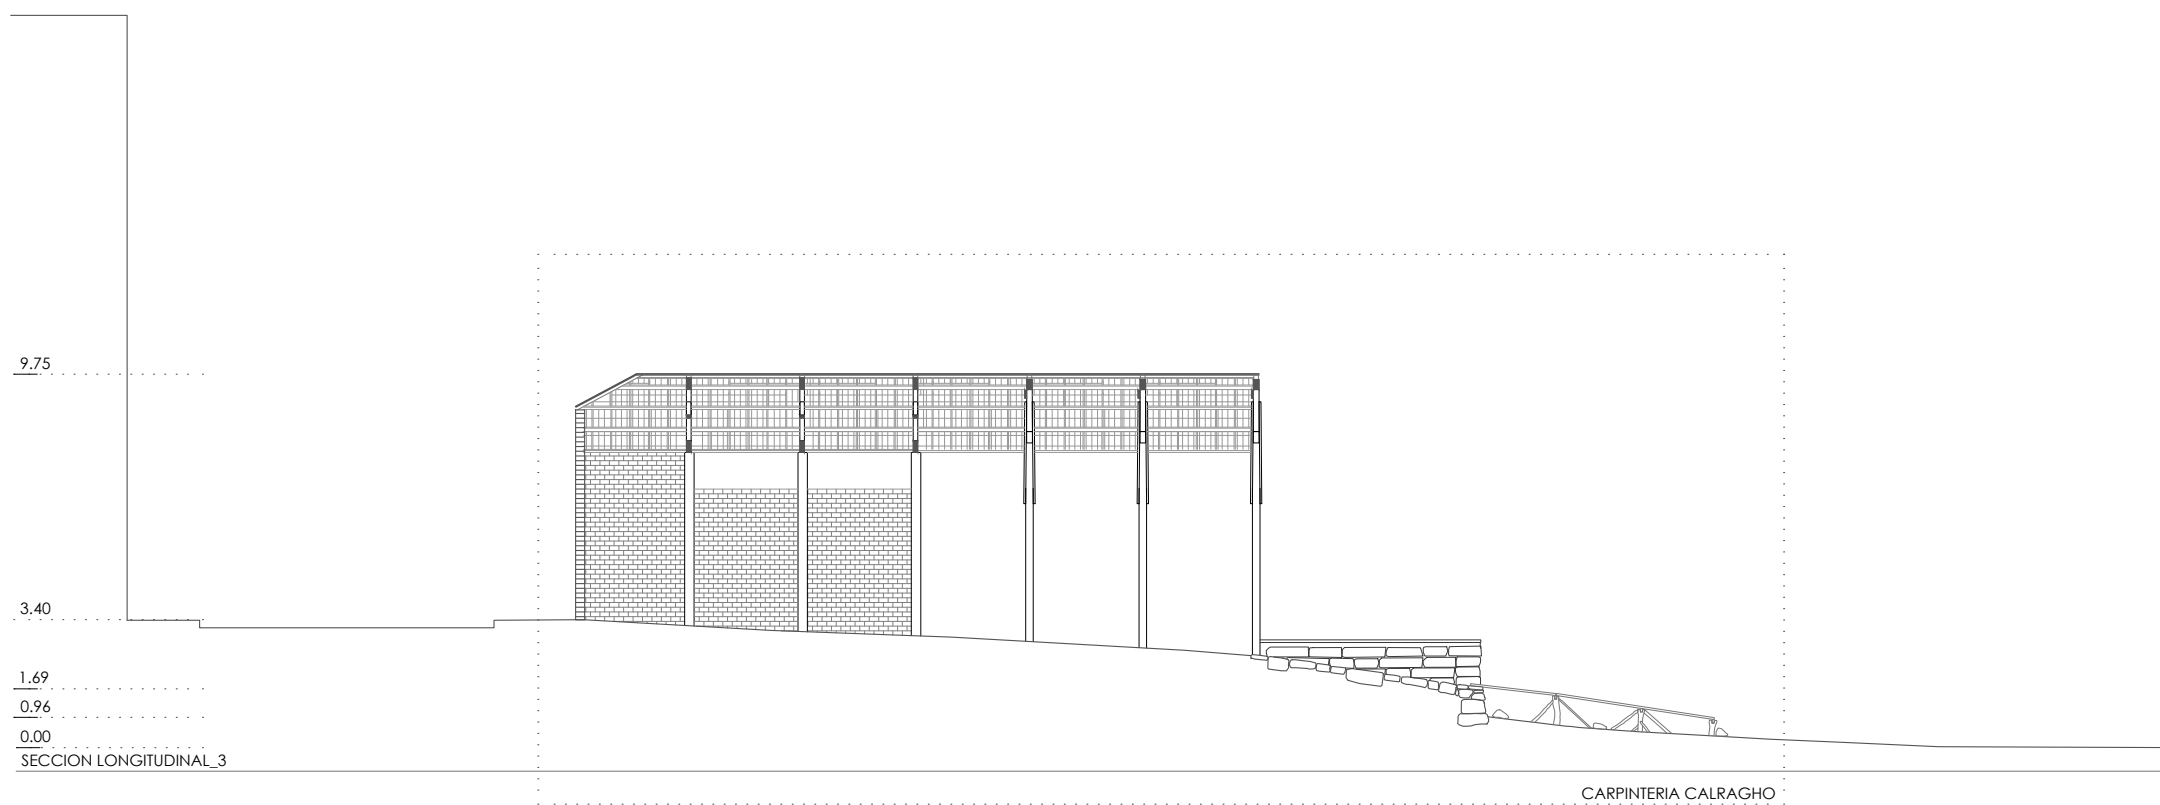 9.75
3.40
1.69
0.96
0.00
SECCION LONGITUDINAL_3
CARPINTERIA CALRAGHO